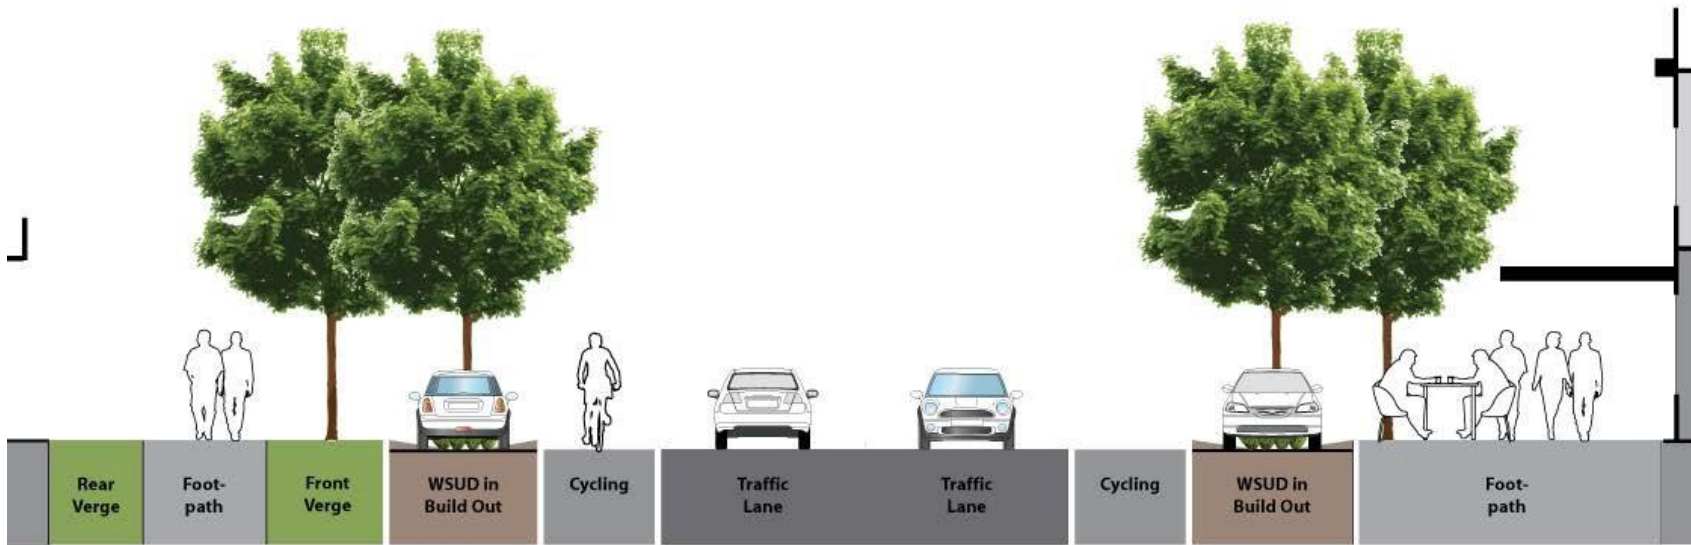 Rear
Verge
Foot-
path
Front
Verge
WSUD in
Build Out
Cycling
Traffic
Lane
Traffic
Lane
Cycling
WSUD in
Build Out
Foot-
path